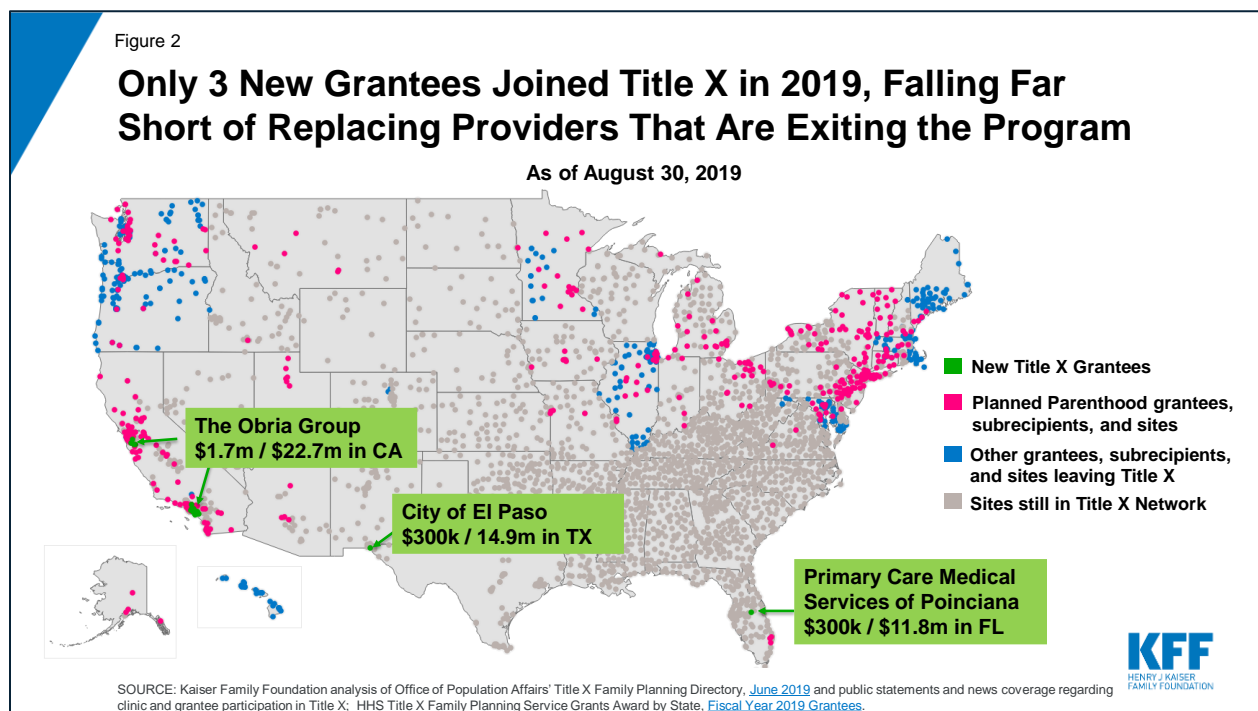 Figure 2
Only 3 New Grantees Joined Title X in 2019, Falling Far
Short of Replacing Providers That Are Exiting the Program
As of August 30, 2019
The Obria Group
$1.7m / $22.7m in CA
City of El Paso
$300k / 14.9m in TX
Primary Care Medical
Services of Poinciana
$300k / $11.8m in FL
New Title X Grantees
Planned Parenthood grantees,
subrecipients, and sites
Other grantees, subrecipients,
and sites leaving Title X
Sites still in Title X Network
SOURCE: Kaiser Family Foundation analysis of Office of Population Affairs' Title X Family Planning Directory, June 2019 and public statements and news coverage regarding
clinic and grantee participation in Title X; HHS Title X Family Planning Service Grants Award by State, Fiscal Year 2019 Grantees.
KFF
HENRY J KAISER
FAMILY FOUNDATION